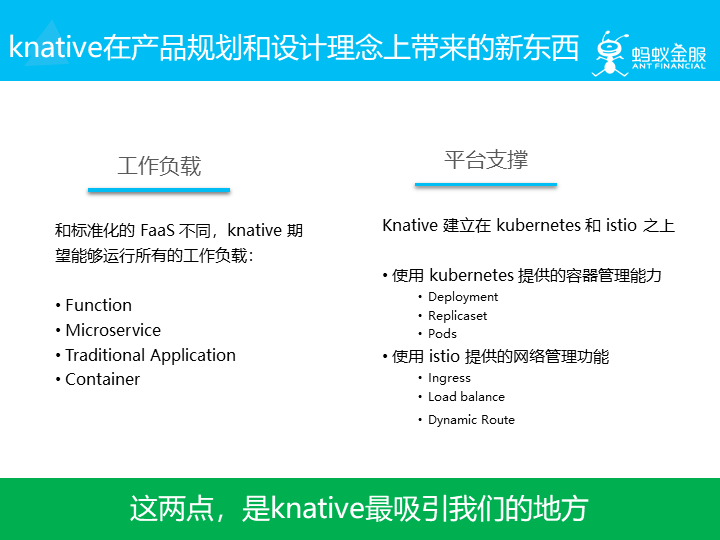 knative在产品规划和设计理念上带来的新东西
蚂蚁金服
ANT FINANCIAL
工作负载
和标准化的 FaaS 不同，knative 期
望能够运行所有的工作负载：
• Function
• Microservice
• Traditional Application
• Container
平台支撑
Knative 建立在 kubernetes 和 istio 之上
• 使用 kubernetes 提供的容器管理能力
• Deployment
• Replicaset
• Pods
• 使用 istio 提供的网络管理功能
• Ingress
• Load balance
• Dynamic Route
这两点，是knative最吸引我们的地方